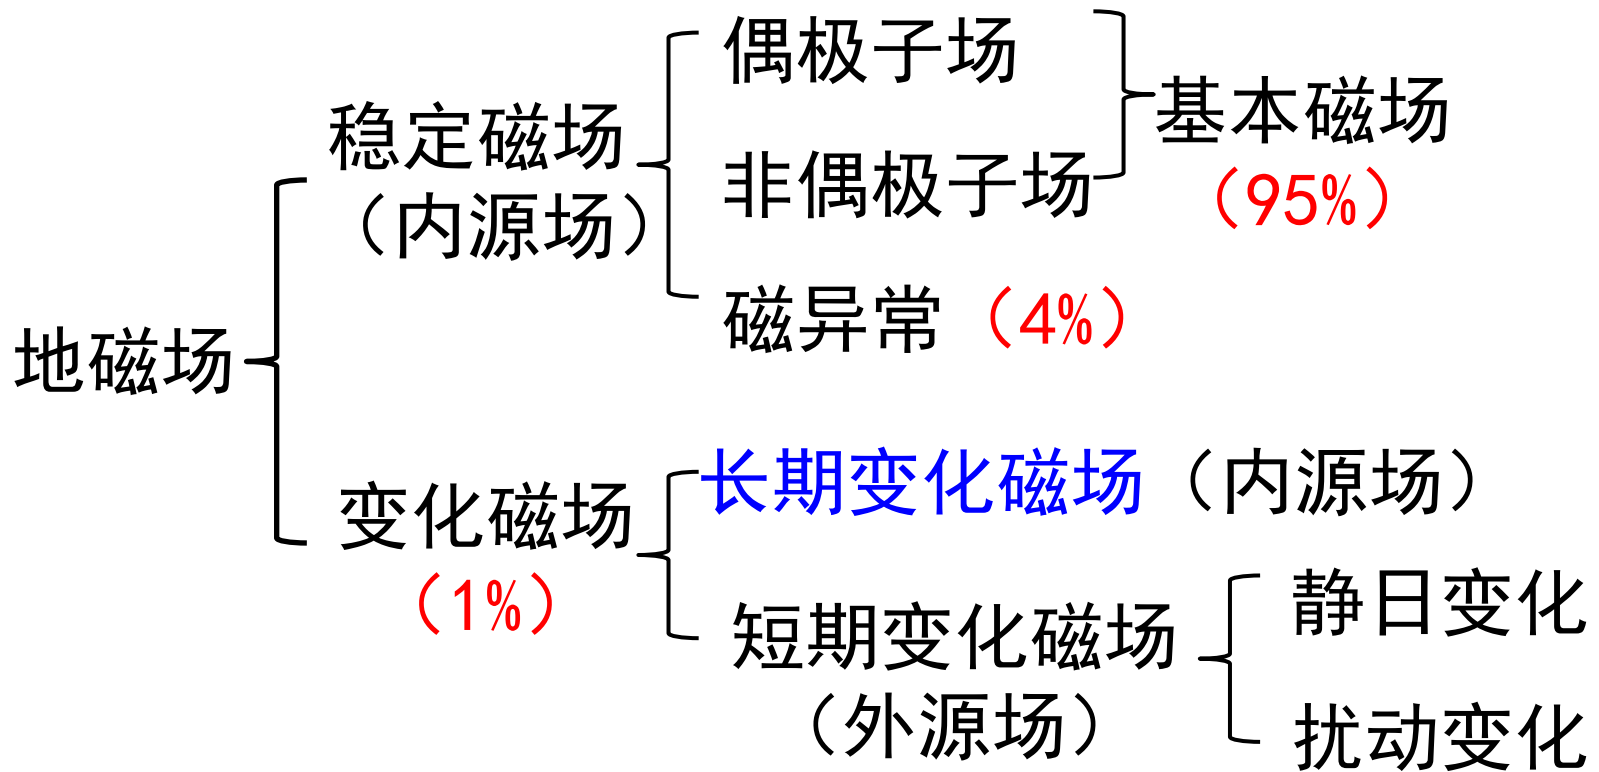 地磁场
稳定磁场
（内源场）
偶极子场
非偶极子场
基本磁场
（95%）
磁异常（4%）
变化磁场
（1%）
长期变化磁场（内源场）
短期变化磁场
（外源场）
静日变化
扰动变化